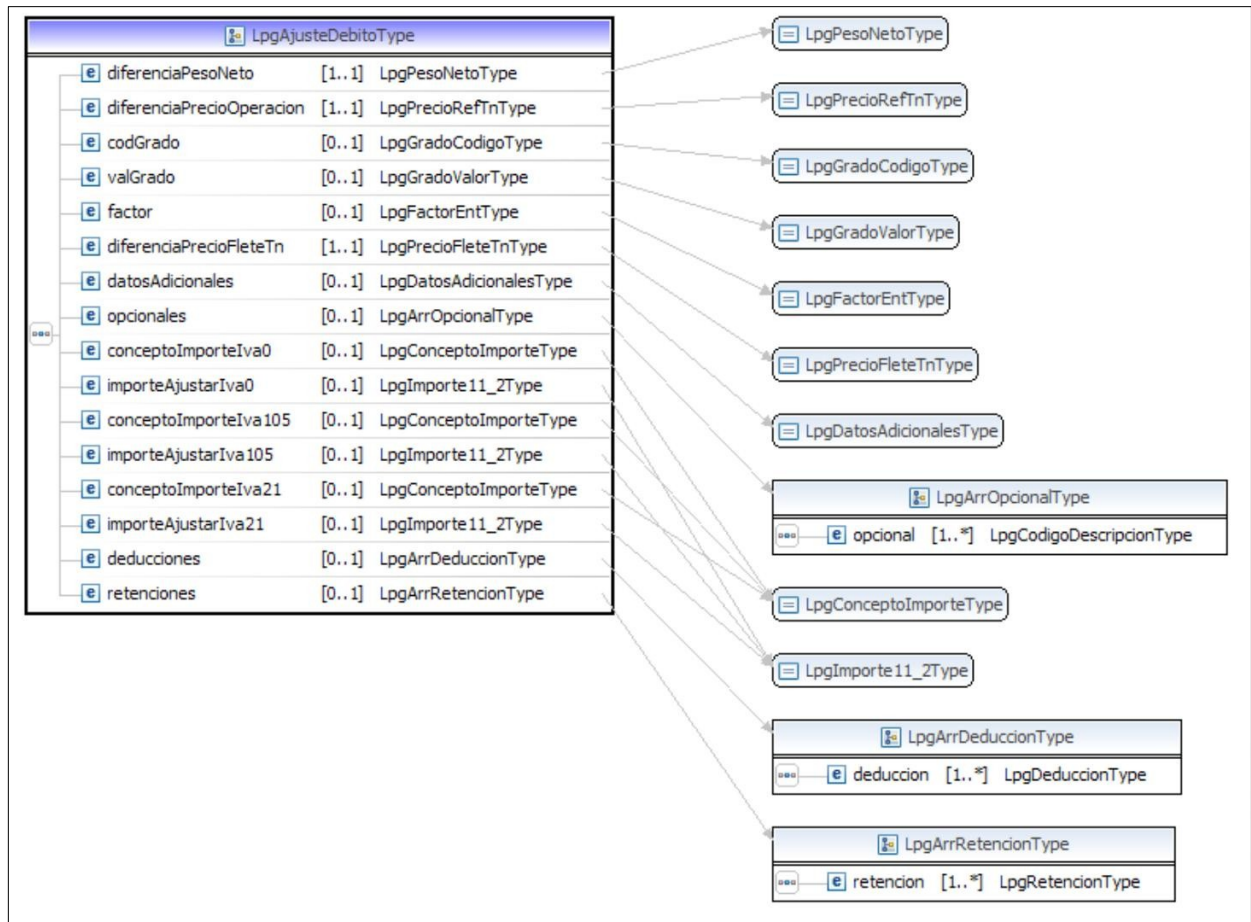 LpgAjusteDebitoType
diferenciaPesoNeto [1..1] LpgPesoNetoType
diferenciaPrecioOperacion [1..1] LpgPrecioRefTnType
codGrado [0..1] LpgGradoCodigoType
valGrado [0..1] LpgGradoValorType
factor [0..1] LpgFactorEntType
diferenciaPrecioFleteTn [1..1] LpgPrecioFleteTnType
datosAdicionales [0..1] LpgDatosAdicionalesType
opcionales [0..1] LpgArrOpcionalType
conceptoImporteIva0 [0..1] LpgConceptoImporteType
importeAjustarIva0 [0..1] LpgImporte11_2Type
conceptoImporteIva105 [0..1] LpgConceptoImporteType
importeAjustarIva105 [0..1] LpgImporte11_2Type
conceptoImporteIva21 [0..1] LpgConceptoImporteType
importeAjustarIva21 [0..1] LpgImporte11_2Type
deducciones [0..1] LpgArrDeduccionType
retenciones [0..1] LpgArrRetencionType
LpgPesoNetoType
LpgPrecioRefTnType
LpgGradoCodigoType
LpgGradoValorType
LpgFactorEntType
LpgPrecioFleteTnType
LpgDatosAdicionalesType
LpgArrOpcionalType
opcional [1..*] LpgCodigoDescripcionType
LpgConceptoImporteType
LpgImporte11_2Type
LpgArrDeduccionType
deduccion [1..*] LpgDeduccionType
LpgArrRetencionType
retencion [1..*] LpgRetencionType